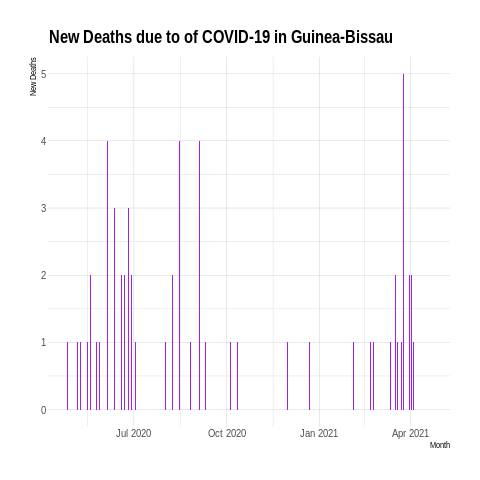 New Deaths due to of COVID-19 in Guinea-Bissau
New Deaths
5
4
3
2
1
0
Jul 2020 Oct 2020 Jan 2021 Apr 2021
Month